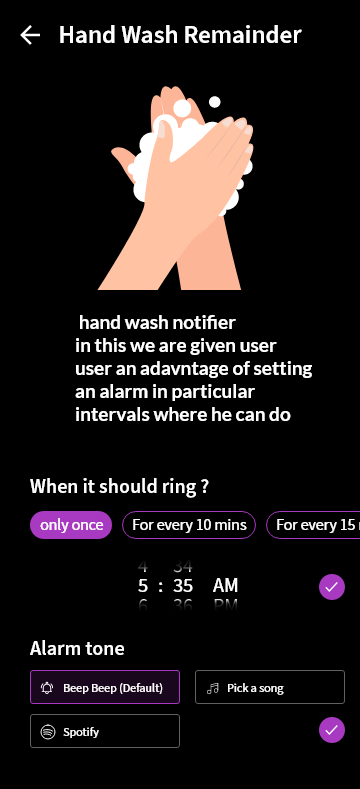 Hand Wash Remainder
hand wash notifier
in this we are given user
user an adavntage of setting
an alarm in particular
intervals where he can do
When it should ring ?
only once
For every 10 mins
For every 15
4 34
5 : 35 AM
6 36 PM
Alarm tone
Beep Beep (Default)
Pick a song
Spotify